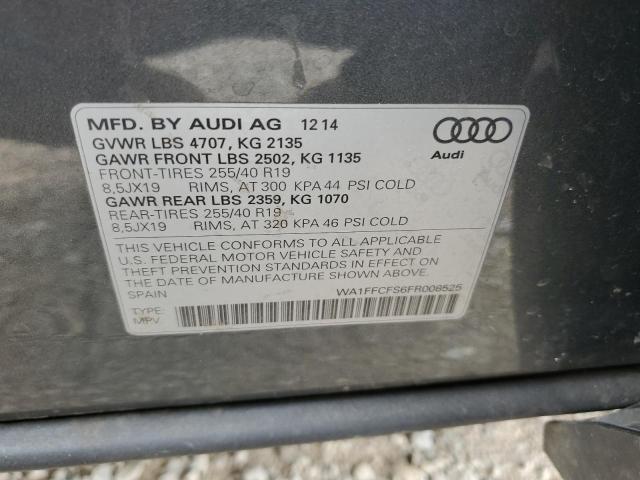 MFD. BY AUDI AG 12 14
GVWR LBS 4707, KG 2135
GAWR FRONT LBS 2502, KG 1135
FRONT-TIRES 255/40 R19
8,5JX19 RIMS, AT 300 KPA 44 PSI COLD
GAWR REAR LBS 2359, KG 1070
REAR-TIRES 255/40 R19
8,5JX19 RIMS, AT 320 KPA 46 PSI COLD
THIS VEHICLE CONFORMS TO ALL APPLICABLE
U.S. FEDERAL MOTOR VEHICLE SAFETY AND
THEFT PREVENTION STANDARDS IN EFFECT ON
THE DATE OF MANUFACTURE SHOWN ABOVE.
SPAIN WA1FFCFS6FR008525
TYPE:
MPV
Audi